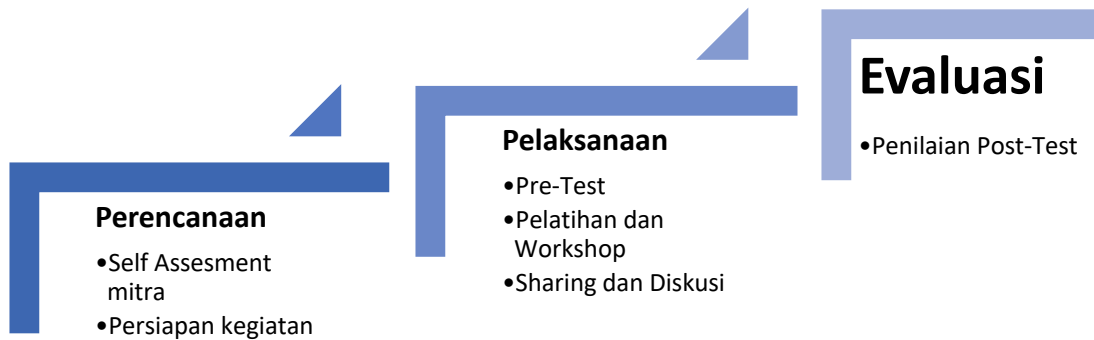 Perencanaan
•Self Assesment
mitra
•Persiapan kegiatan
Pelaksanaan
•Pre-Test
•Pelatihan dan
Workshop
•Sharing dan Diskusi
Evaluasi
•Penilaian Post-Test